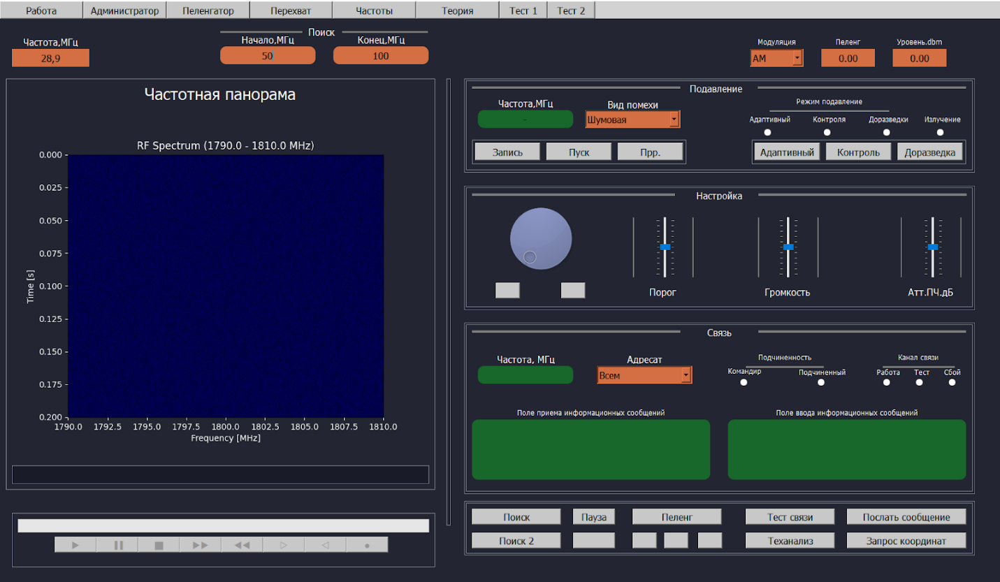 Работа Администратор Пеленгатор Перехват Частоты Теория Тест 1 Тест 2
Поиск
Частота,МГц Начало,МГц Конец,МГц Модуляция Пеленг Уровень.dbm
28,9 50 100 AM 0.00 0.00
Частотная панорама
RF Spectrum (1790.0 - 1810.0 MHz)
0.000
0.025
0.050
0.075
0.100
0.125
0.150
0.175
0.200
Time [s]
1790.0 1792.5 1795.0 1797.5 1800.0 1802.5 1805.0 1807.5 1810.0
Frequency [MHz]
Подавление
Частота,МГц Вид помехи Режим подавление
- Шумовая
Адаптивный Контроля Доразведки Излучение
Запись Пуск Прр. Адаптивный Контроль Доразведка
Настройка
Порог Громкость Атт.ПЧ.дБ
Связь
Частота, МГц Адресат Подчиненность Канал связи
Всем Командир Подчиненный Работа Тест Сбой
Поле приема информационных сообщений Поле ввода информационных сообщений
Поиск Пауза Пеленг Тест связи Послать сообщение
Поиск 2 Теханализ Запрос координат